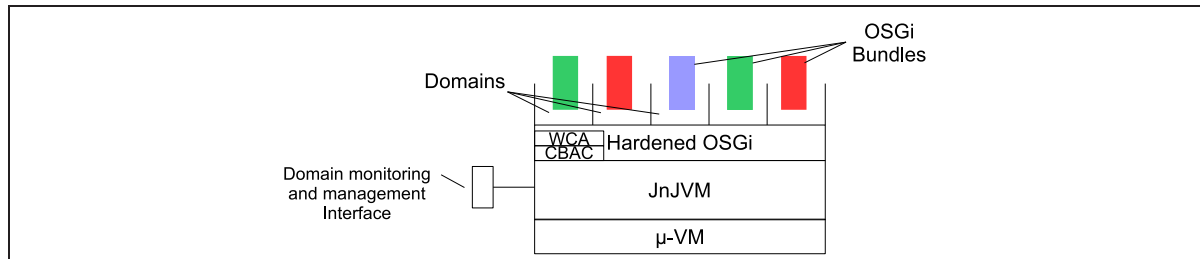 OSGi
Bundles
Domains
WCA
CBAC
Hardened OSGi
Domain monitoring
and management
Interface
JnJVM
µ-VM